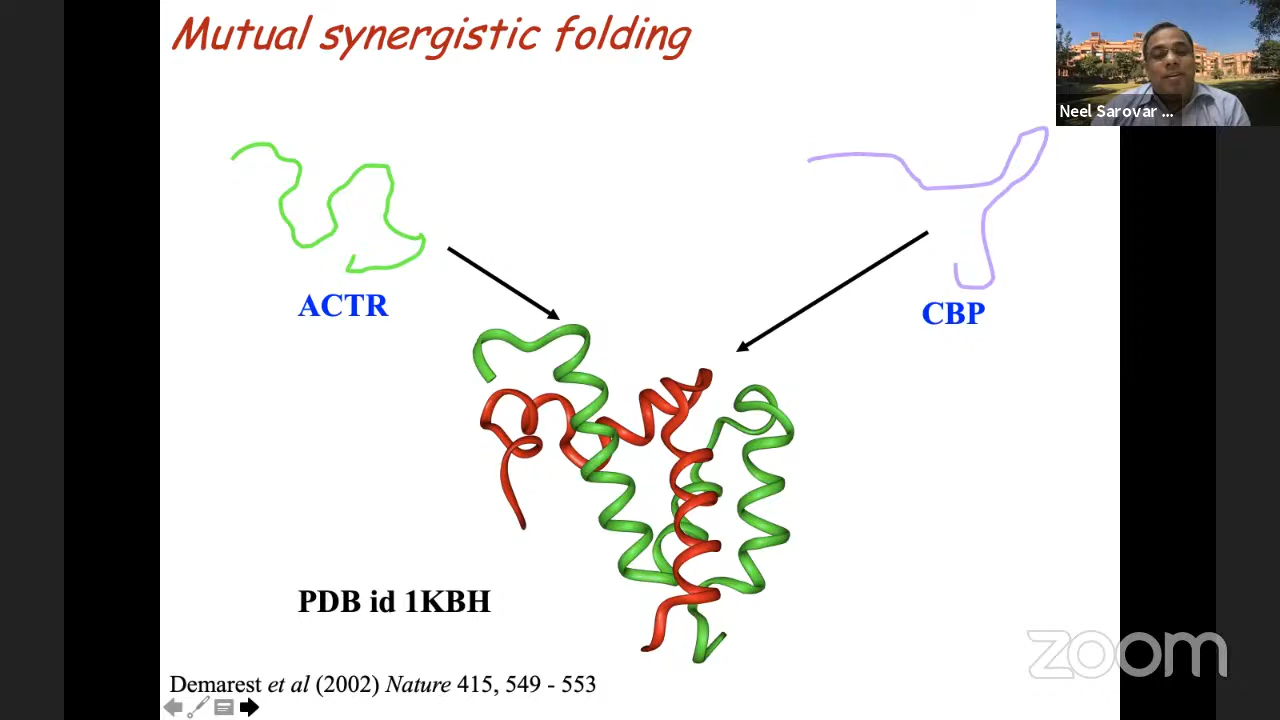 Mutual synergistic folding
Neel Sarovar ...
ACTR
CBP
PDB id 1KBH
zoom
Demarest et al (2002) Nature 415, 549 - 553